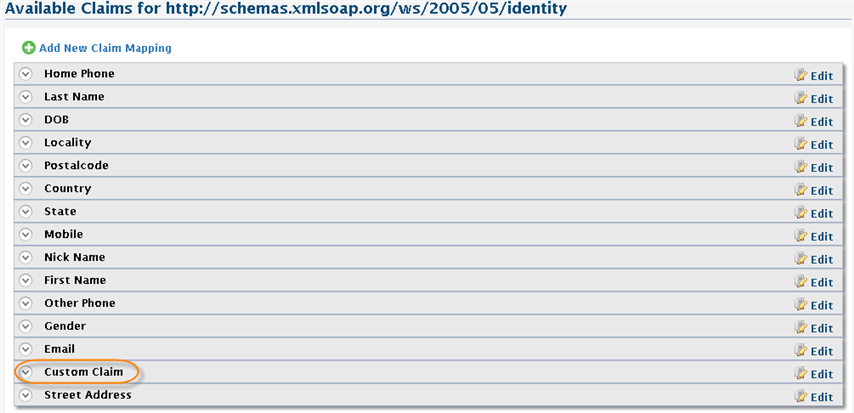 Available Claims for http://schemas.xmlsoap.org/ws/2005/05/identity
Add New Claim Mapping
Home Phone Edit
Last Name Edit
DOB Edit
Locality Edit
Postalcode Edit
Country Edit
State Edit
Mobile Edit
Nick Name Edit
First Name Edit
Other Phone Edit
Gender Edit
Email Edit
Custom Claim Edit
Street Address Edit